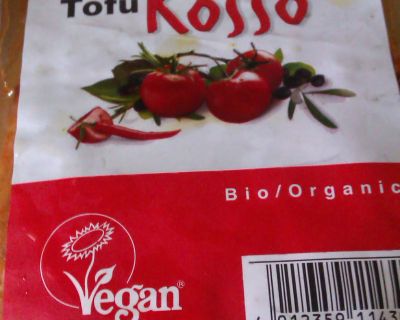 Tofu Rosso
Bio/Organic
Vegan®